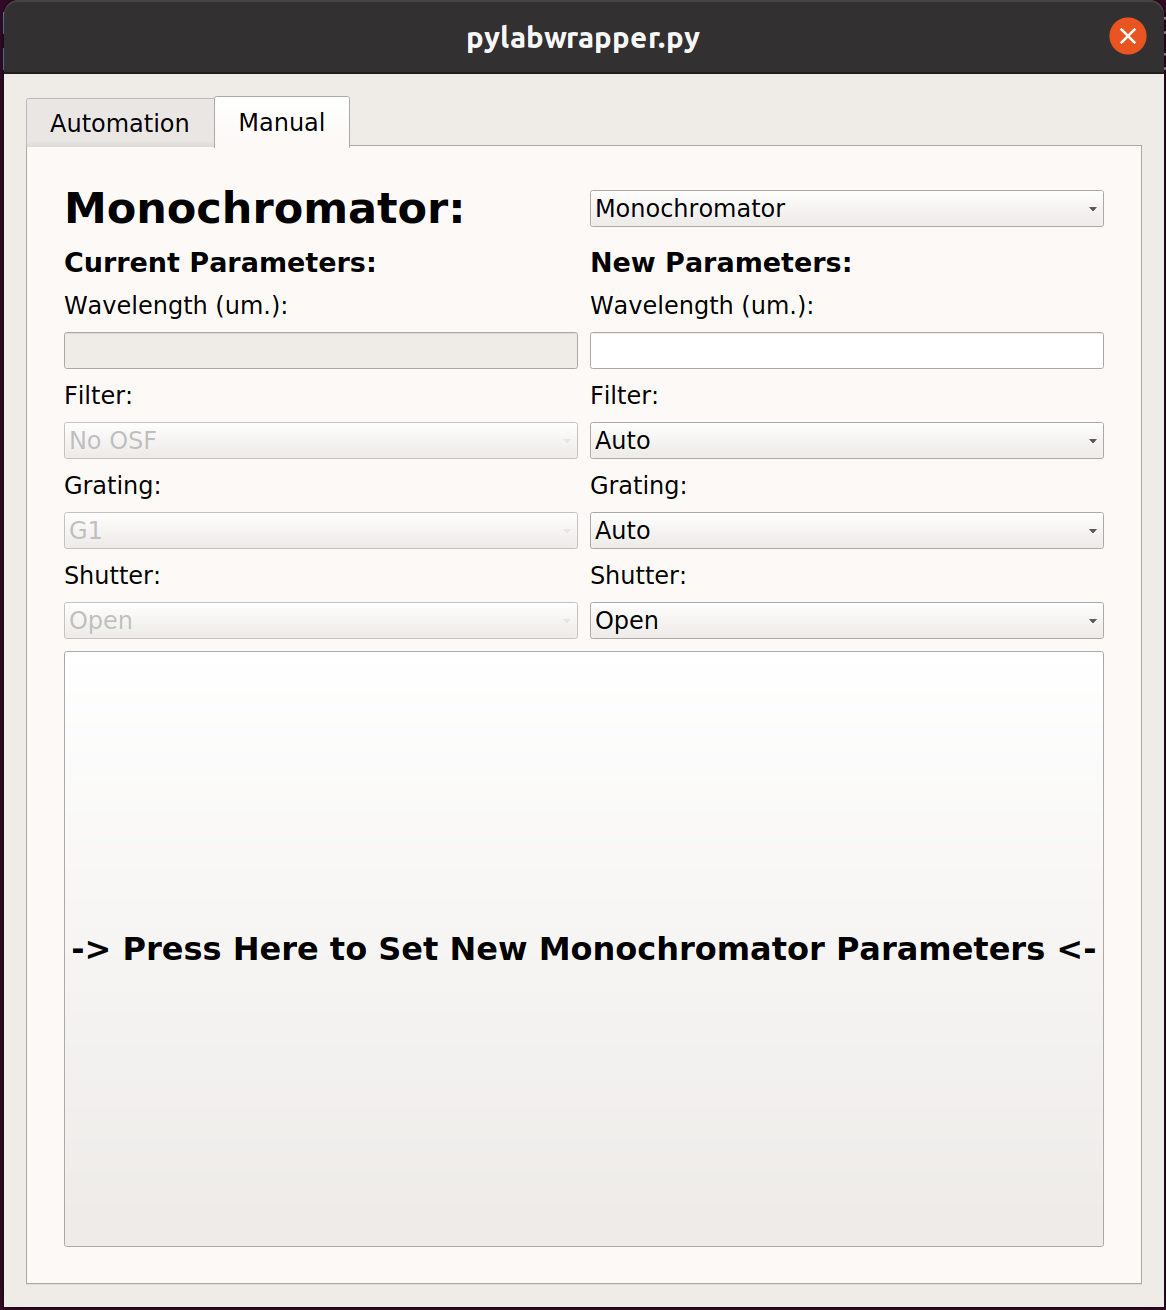 pylabwrapper.py
Automation Manual
Monochromator: Monochromator
Current Parameters: New Parameters:
Wavelength (um.): Wavelength (um.):
Filter: Filter:
No OSF Auto
Grating: Grating:
G1 Auto
Shutter: Shutter:
Open Open
-> Press Here to Set New Monochromator Parameters <-